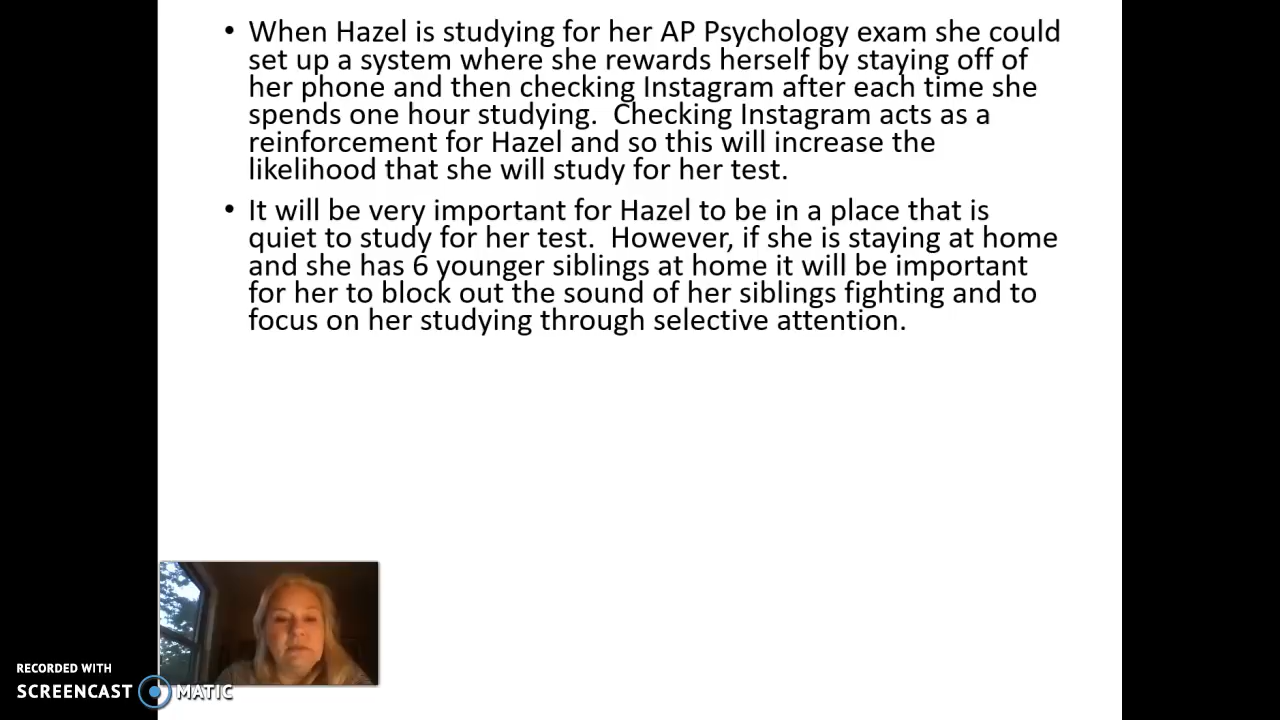 • When Hazel is studying for her AP Psychology exam she could
set up a system where she rewards herself by staying off of
her phone and then checking Instagram after each time she
spends one hour studying.  Checking Instagram acts as a
reinforcement for Hazel and so this will increase the
likelihood that she will study for her test.
• It will be very important for Hazel to be in a place that is
quiet to study for her test.  However, if she is staying at home
and she has 6 younger siblings at home it will be important
for her to block out the sound of her siblings fighting and to
focus on her studying through selective attention.
RECORDED WITH
SCREENCAST MATIC